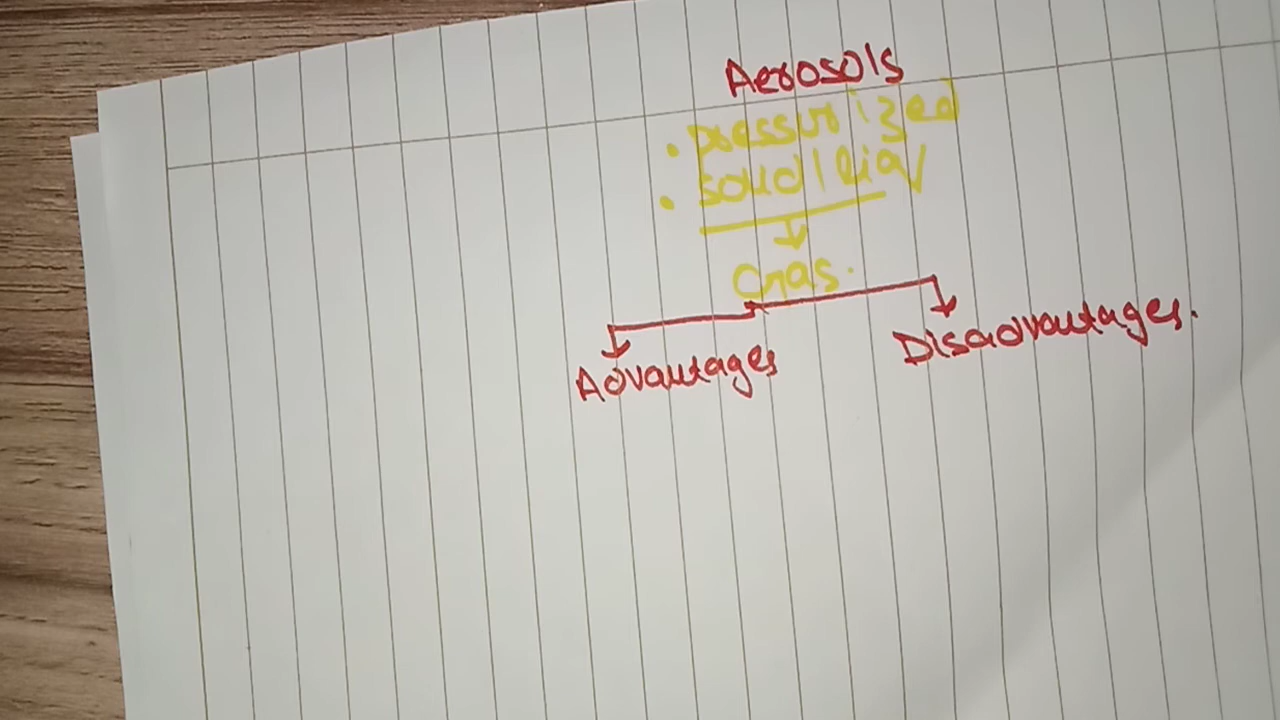 Aerosols
• pressurized
• solid/liq/
Gas.
Advantages
Disadvantages.